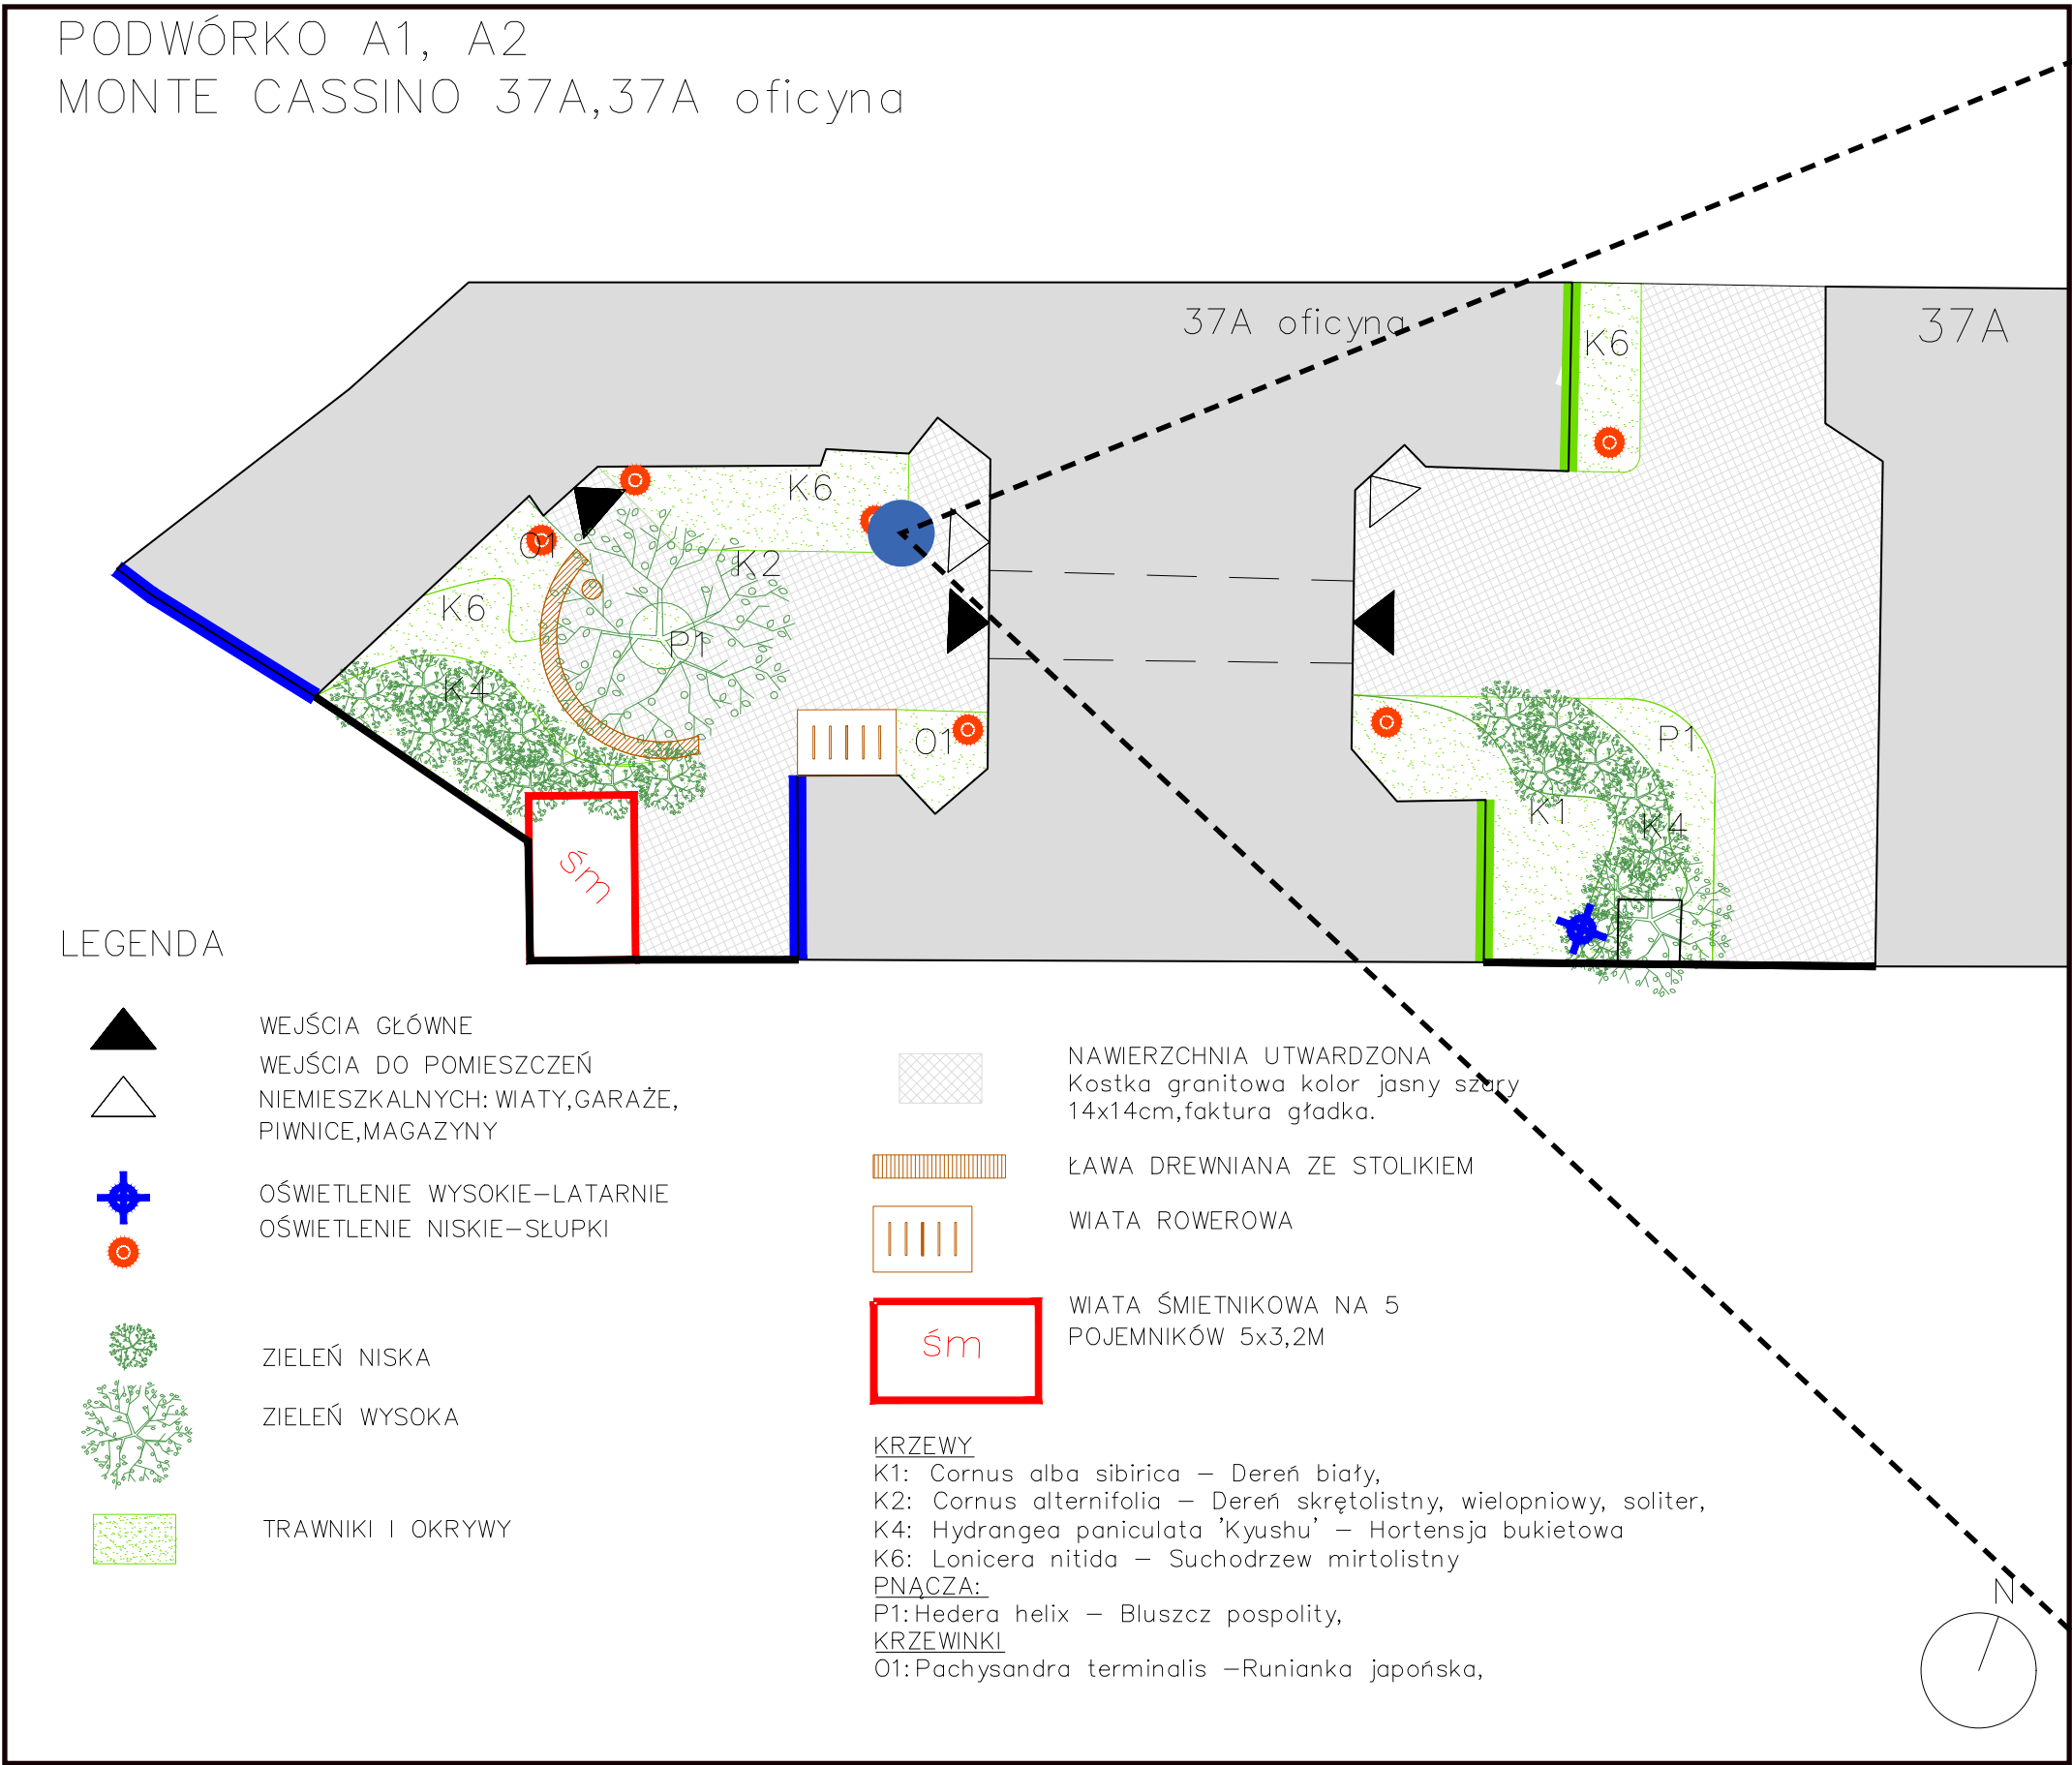 PODWÓRKO A1, A2
MONTE CASSINO 37A,37A oficyna
37A oficyna
37A
K6
K6
O1
K2
K6
P1
K4
O1
P1
K1
K4
śm
LEGENDA
WEJŚCIA GŁÓWNE
WEJŚCIA DO POMIESZCZEŃ
NIEMIESZKALNYCH: WIATY,GARAŻE,
PIWNICE,MAGAZYNY
OŚWIETLENIE WYSOKIE–LATARNIE
OŚWIETLENIE NISKIE–SŁUPKI
ZIELEŃ NISKA
ZIELEŃ WYSOKA
TRAWNIKI I OKRYWY
NAWIERZCHNIA UTWARDZONA
Kostka granitowa kolor jasny szary
14x14cm,faktura gładka.
ŁAWA DREWNIANA ZE STOLIKIEM
WIATA ROWEROWA
śm
WIATA ŚMIETNIKOWA NA 5
POJEMNIKÓW 5x3,2M
KRZEWY
K1: Cornus alba sibirica – Dereń biały,
K2: Cornus alternifolia – Dereń skrętolistny, wielopniowy, soliter,
K4: Hydrangea paniculata 'Kyushu' – Hortensja bukietowa
K6: Lonicera nitida – Suchodrzew mirtolistny
PNĄCZA:
P1:Hedera helix – Bluszcz pospolity,
KRZEWINKI
O1:Pachysandra terminalis –Runianka japońska,
N